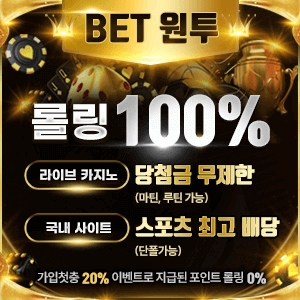 BET 원투
롤링 100%
라이브 카지노 당첨금 무제한
(마틴, 루틴 가능)
국내 사이트 스포츠 최고 배당
(단폴가능)
가입첫충 20% 이벤트로 지급된 포인트 롤링 0%